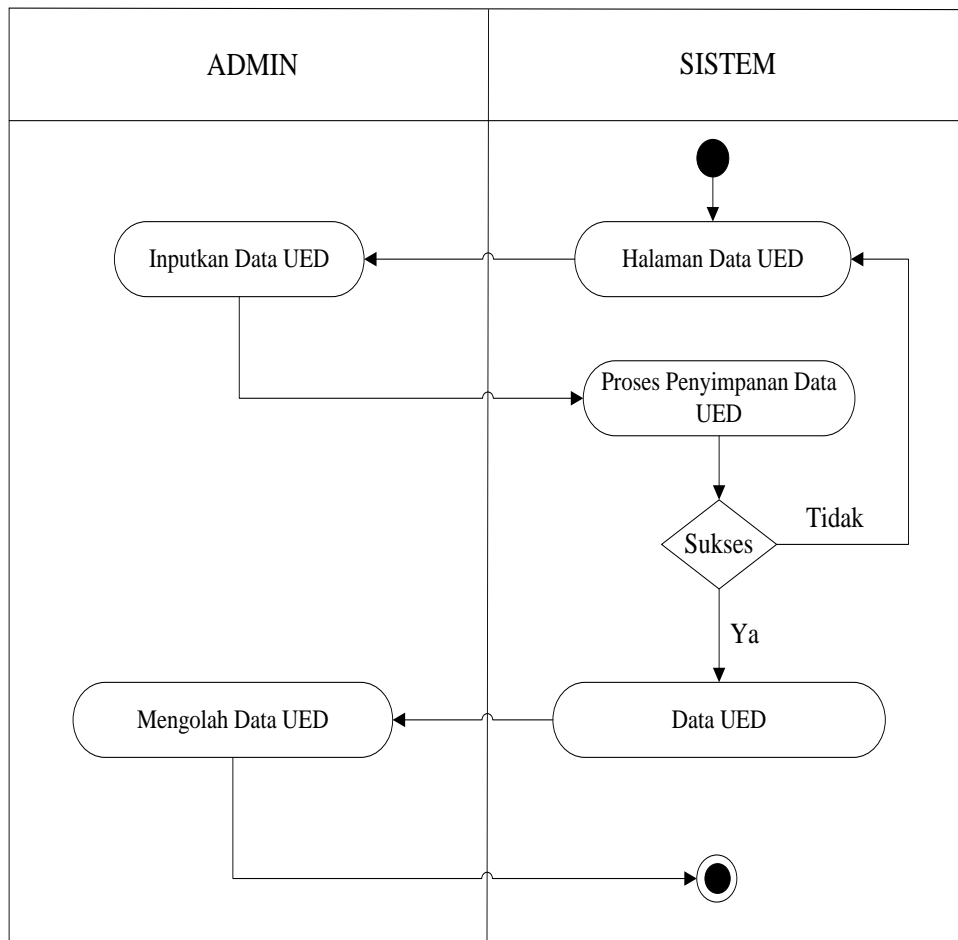 ADMIN
SISTEM
Inputkan Data UED
Halaman Data UED
Proses Penyimpanan Data
UED
Sukses
Tidak
Ya
Mengolah Data UED
Data UED